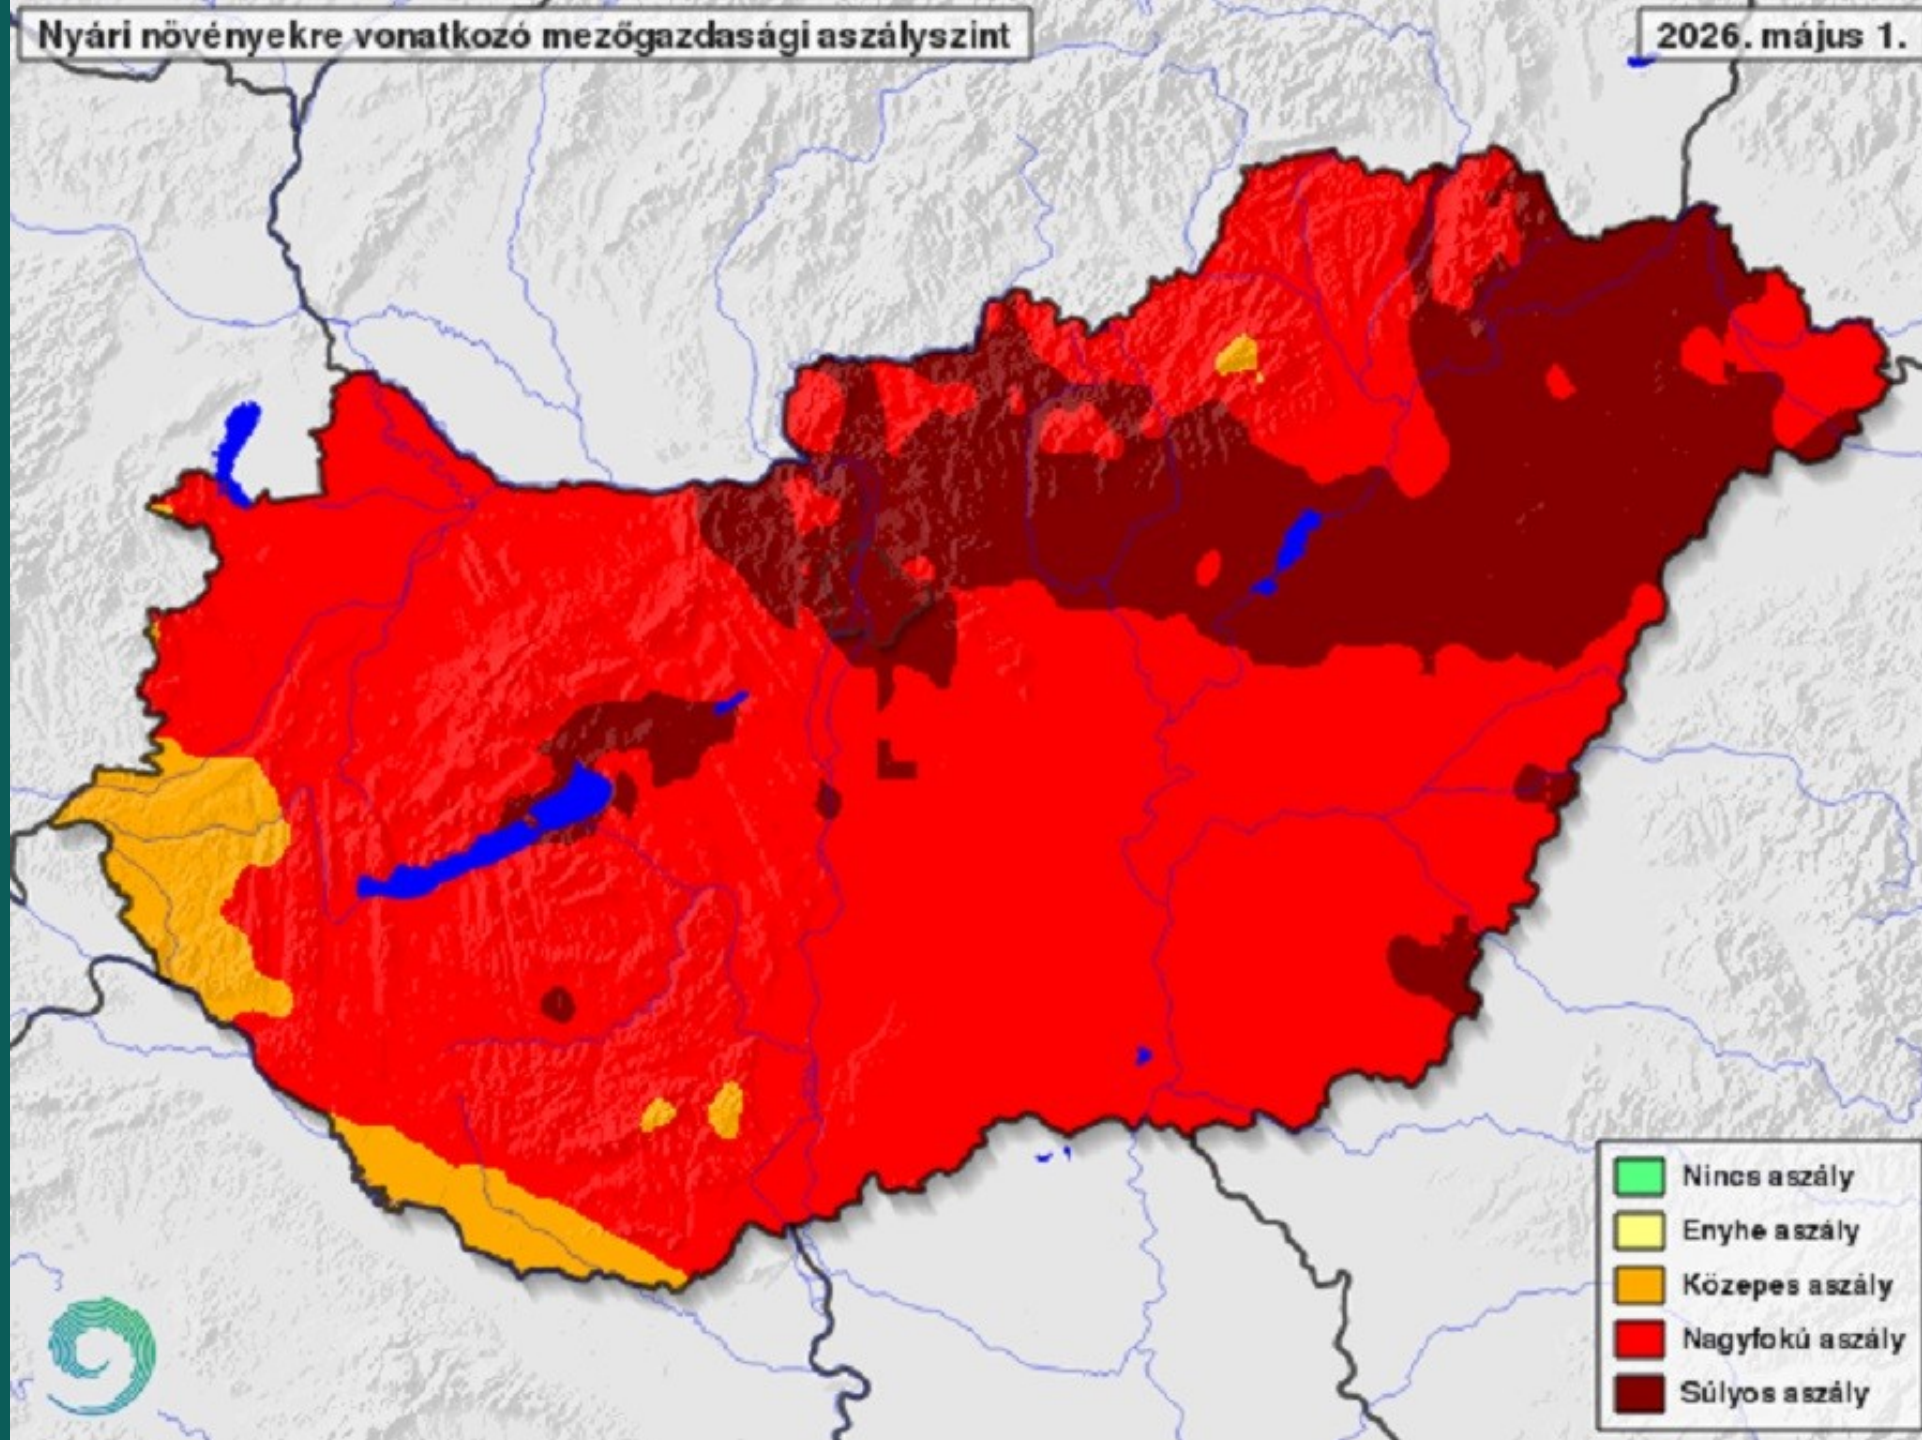 Nyári növényekre vonatkozó mezőgazdasági aszályszint
2026. május 1.
Nincs aszály
Enyhe aszály
Közepes aszály
Nagyfokú aszály
Súlyos aszály